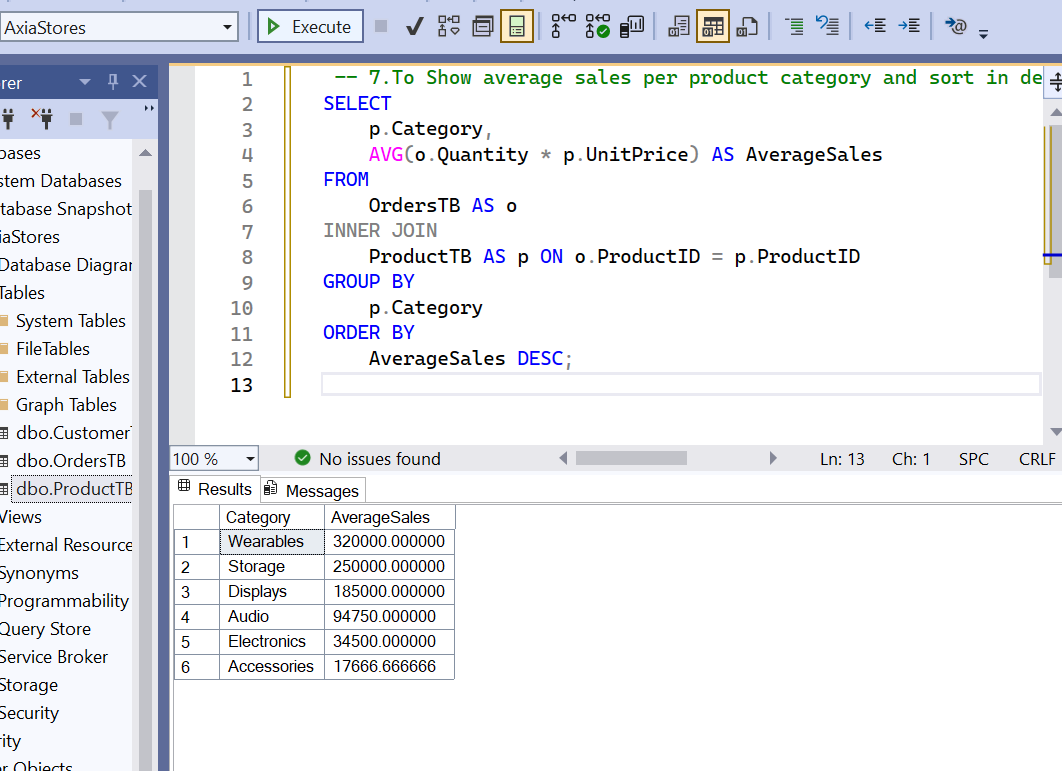 AxiaStores
Execute
rer
bases
stem Databases
tabase Snapshot
iaStores
Database Diagran
Tables
System Tables
FileTables
External Tables
Graph Tables
dbo.Customer
dbo.OrdersTB
dbo.ProductTB
Views
External Resource
Synonyms
Programmability
Query Store
Service Broker
Storage
Security
ity
r Objects
1 -- 7.To Show average sales per product category and sort in de
2 SELECT
3 p.Category,
4 AVG(o.Quantity * p.UnitPrice) AS AverageSales
5 FROM
6 OrdersTB AS o
7 INNER JOIN
8 ProductTB AS p ON o.ProductID = p.ProductID
9 GROUP BY
10 p.Category
11 ORDER BY
12 AverageSales DESC;
13
100 % No issues found Ln: 13 Ch: 1 SPC CRLF
Results Messages
Category AverageSales
1 Wearables 320000.000000
2 Storage 250000.000000
3 Displays 185000.000000
4 Audio 94750.000000
5 Electronics 34500.000000
6 Accessories 17666.666666